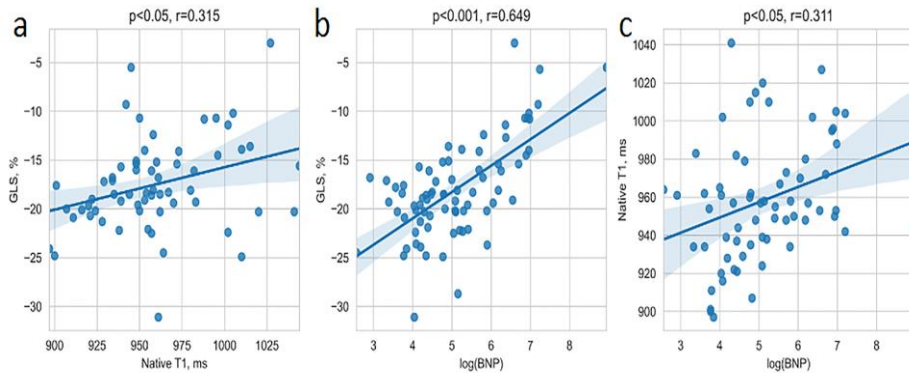 a
p<0.05, r=0.315
GLS, %
−5
−10
−15
−20
−25
−30
900 925 950 975 1000 1025
Native T1, ms
b
p<0.001, r=0.649
GLS, %
−5
−10
−15
−20
−25
−30
3 4 5 6 7 8
log(BNP)
c
p<0.05, r=0.311
Native T1, ms
1040
1020
1000
980
960
940
920
900
3 4 5 6 7 8
log(BNP)